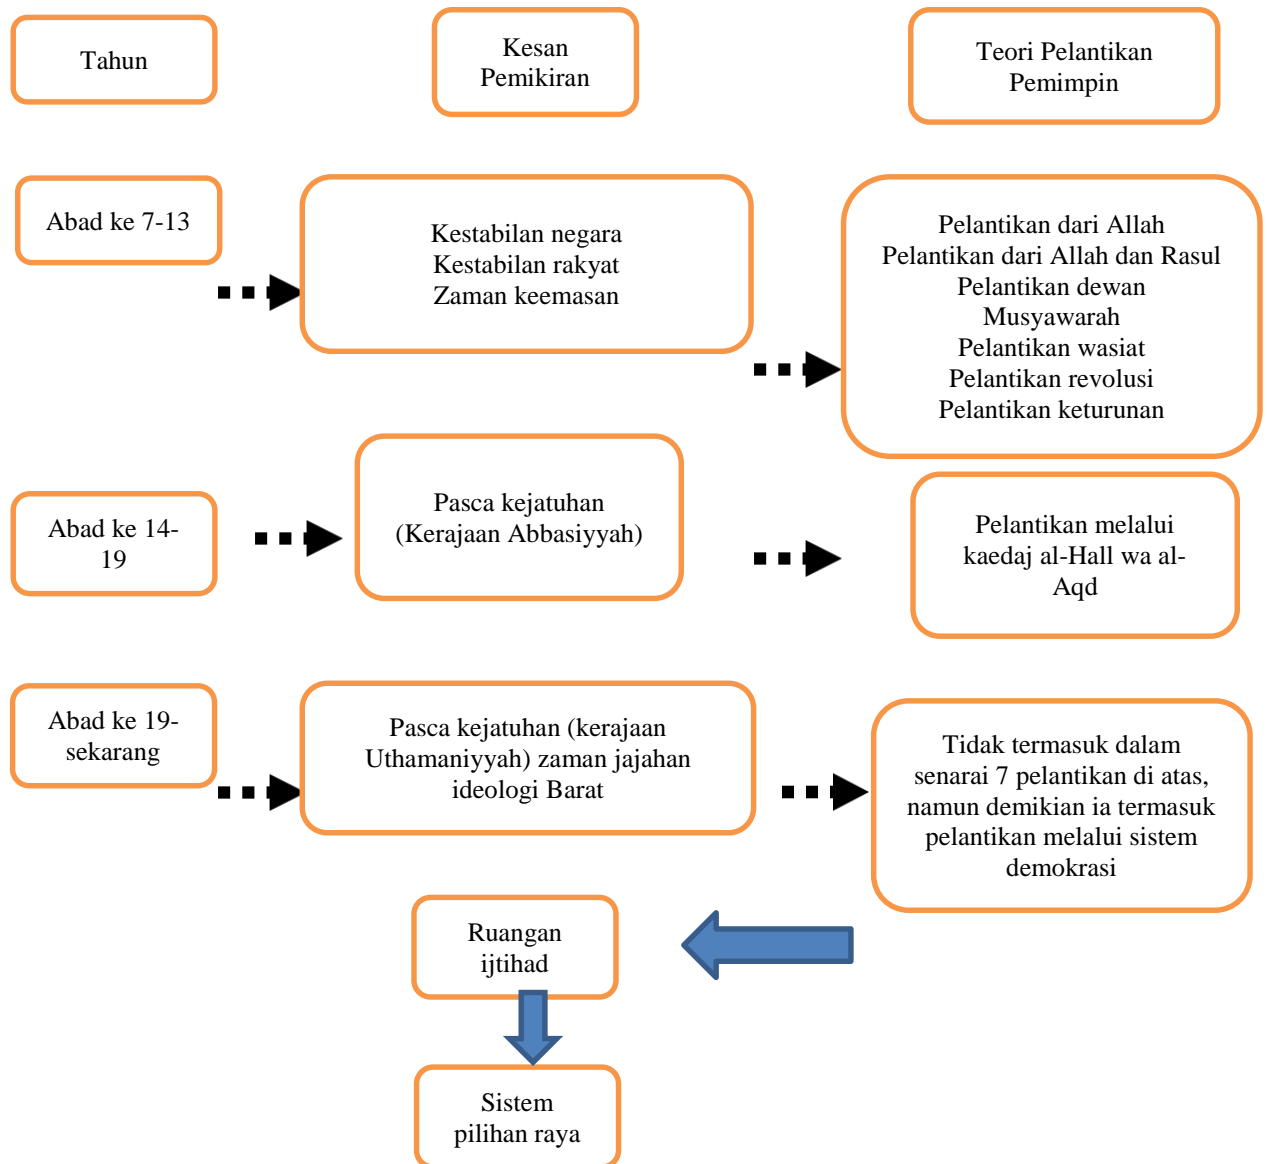 Tahun
Kesan
Pemikiran
Teori Pelantikan
Pemimpin
Abad ke 7-13
Kestabilan negara
Kestabilan rakyat
Zaman keemasan
Pelantikan dari Allah
Pelantikan dari Allah dan Rasul
Pelantikan dewan
Musyawarah
Pelantikan wasiat
Pelantikan revolusi
Pelantikan keturunan
Abad ke 14-
19
Pasca kejatuhan
(Kerajaan Abbasiyyah)
Pelantikan melalui
kaedaj al-Hall wa al-
Aqd
Abad ke 19-
sekarang
Pasca kejatuhan (kerajaan
Uthamaniyyah) zaman jajahan
ideologi Barat
Tidak termasuk dalam
senarai 7 pelantikan di atas,
namun demikian ia termasuk
pelantikan melalui sistem
demokrasi
Ruangan
ijtihad
Sistem
pilihan raya